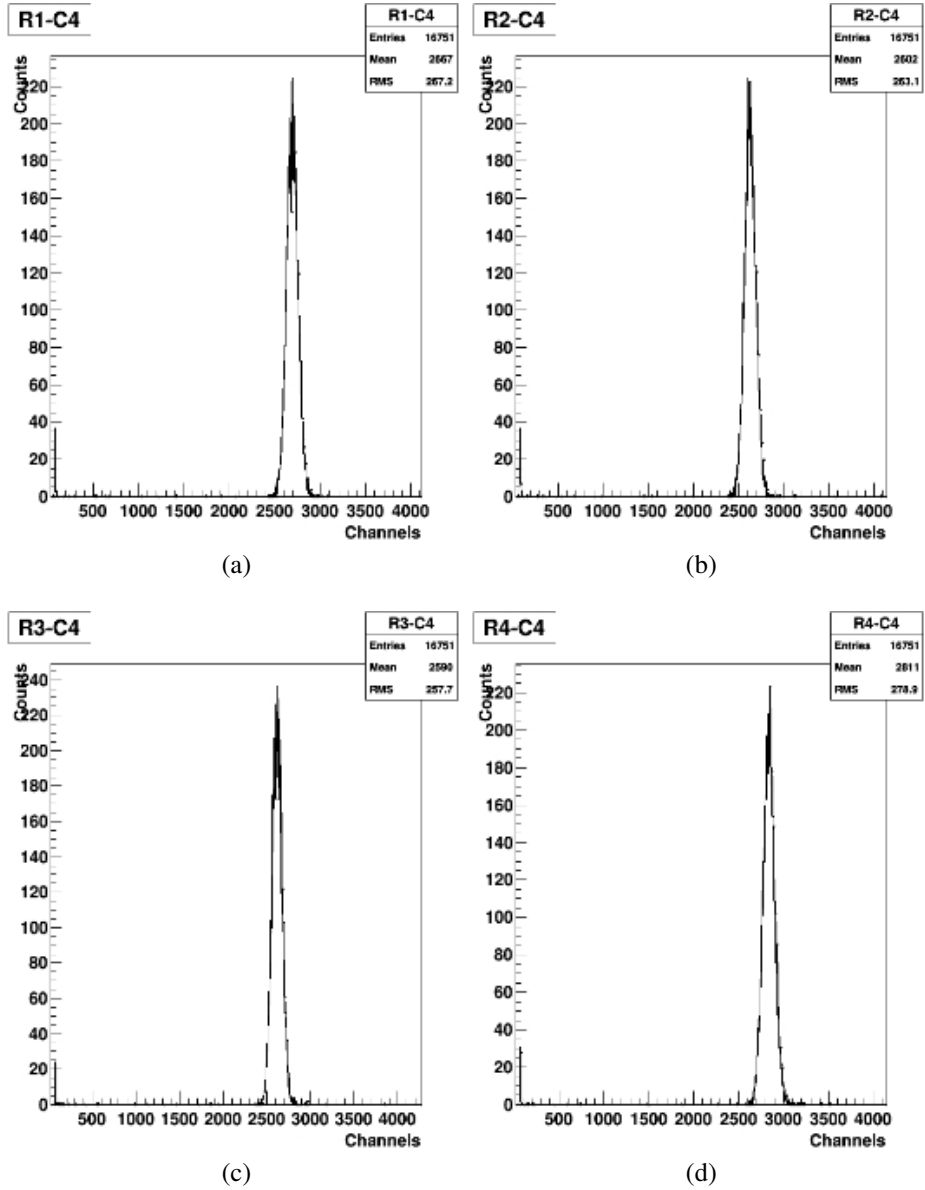 R1-C4
R1-C4
Entries 16751
Mean 2667
RMS 267.2
Counts
220
200
180
160
140
120
100
80
60
40
20
0
500 1000 1500 2000 2500 3000 3500 4000
Channels
(a)
R2-C4
R2-C4
Entries 16751
Mean 2602
RMS 263.1
Counts
220
200
180
160
140
120
100
80
60
40
20
0
500 1000 1500 2000 2500 3000 3500 4000
Channels
(b)
R3-C4
R3-C4
Entries 16751
Mean 2590
RMS 257.7
Counts
240
220
200
180
160
140
120
100
80
60
40
20
0
500 1000 1500 2000 2500 3000 3500 4000
Channels
(c)
R4-C4
R4-C4
Entries 16751
Mean 2811
RMS 278.9
Counts
220
200
180
160
140
120
100
80
60
40
20
0
500 1000 1500 2000 2500 3000 3500 4000
Channels
(d)